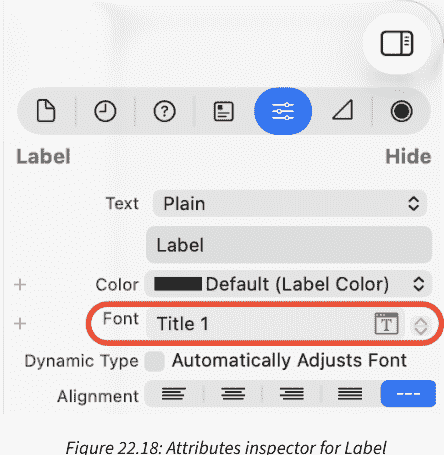 Label Hide
Text Plain
Label
+ Color Default (Label Color)
+ Font Title 1 T
Dynamic Type Automatically Adjusts Font
Alignment ---
Figure 22.18: Attributes inspector for Label